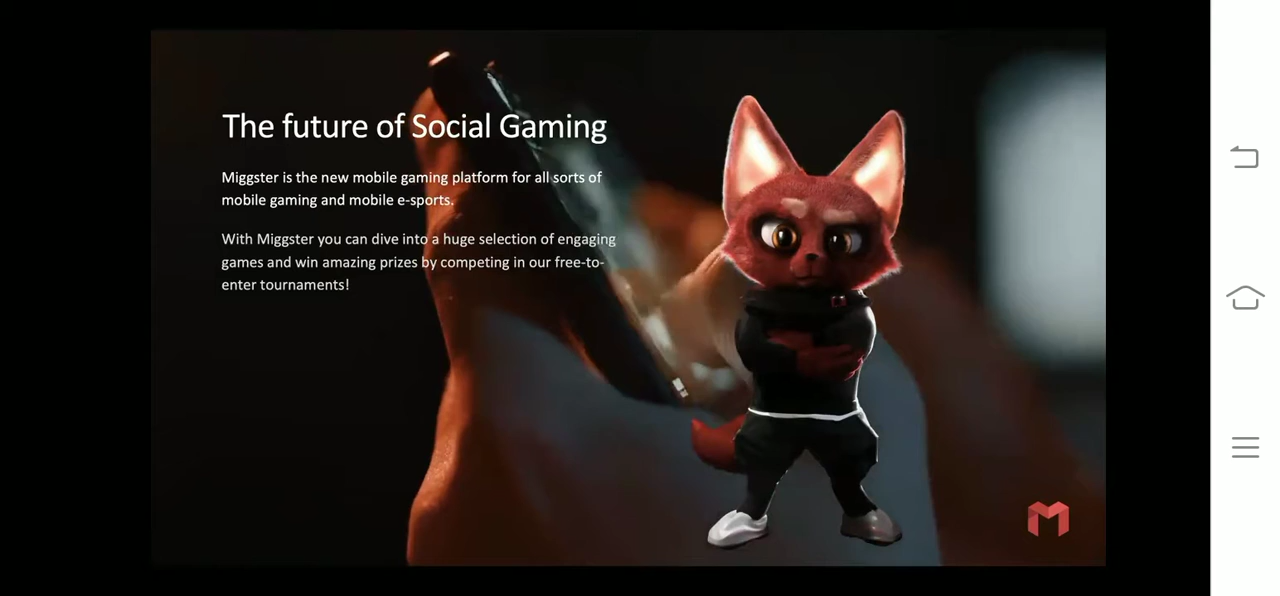 The future of Social Gaming
Miggster is the new mobile gaming platform for all sorts of
mobile gaming and mobile e-sports.
With Miggster you can dive into a huge selection of engaging
games and win amazing prizes by competing in our free-to-
enter tournaments!